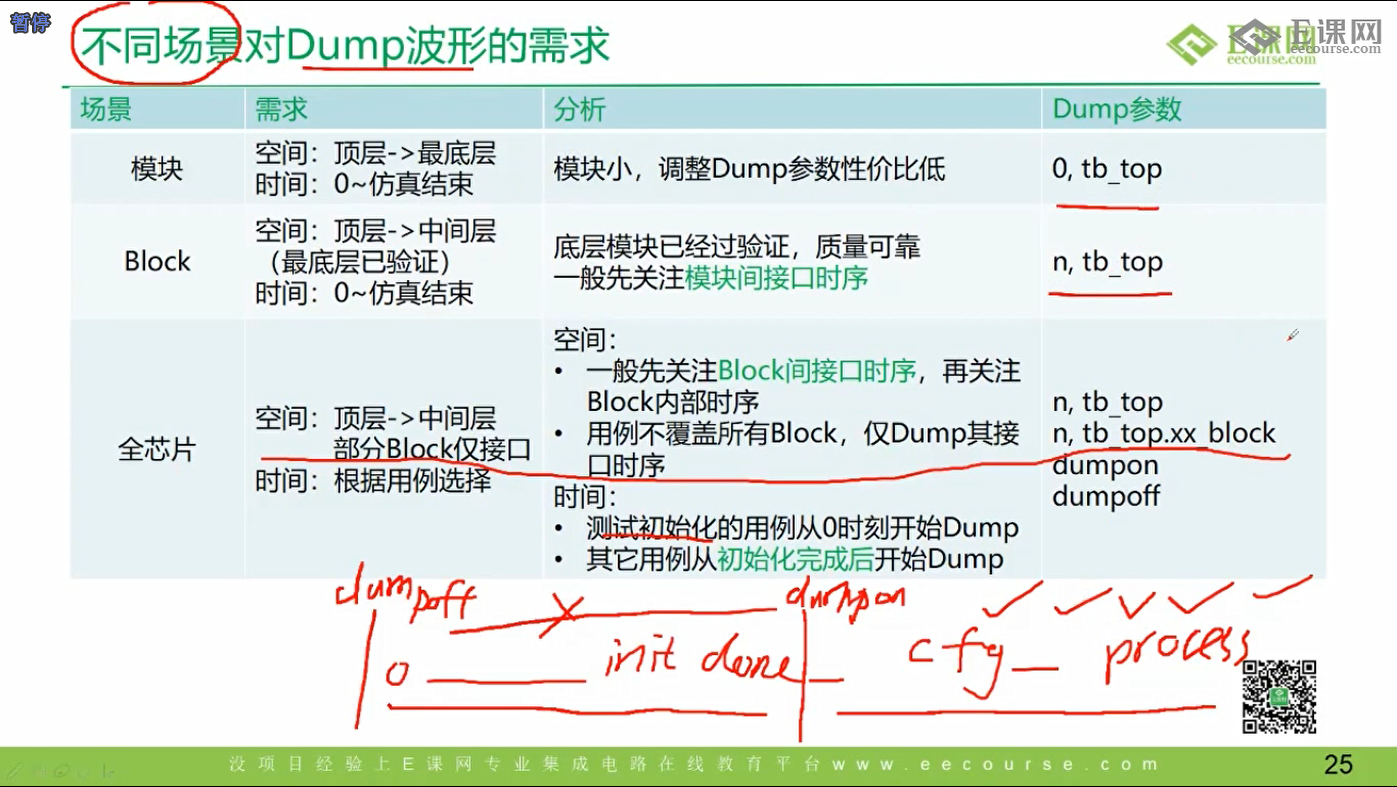 暂停
不同场景对Dump波形的需求
E课网
eecourse.com
场景 需求 分析 Dump参数
模块
空间：顶层->最底层
时间：0~仿真结束
模块小，调整Dump参数性价比低
0, tb_top
Block
空间：顶层->中间层
（最底层已验证）
时间：0~仿真结束
底层模块已经过验证，质量可靠
一般先关注模块间接口时序
n, tb_top
全芯片
空间：顶层->中间层
部分Block仅接口
时间：根据用例选择
空间：
• 一般先关注Block间接口时序，再关注
Block内部时序
• 用例不覆盖所有Block，仅Dump其接
口时序
时间：
• 测试初始化的用例从0时刻开始Dump
• 其它用例从初始化完成后开始Dump
n, tb_top
n, tb_top.xx_block
dumpon
dumpoff
dumpoff dumpon
0 init done cfg process
没项目经验上E课网专业集成电路在线教育平台www.eecourse.com
25